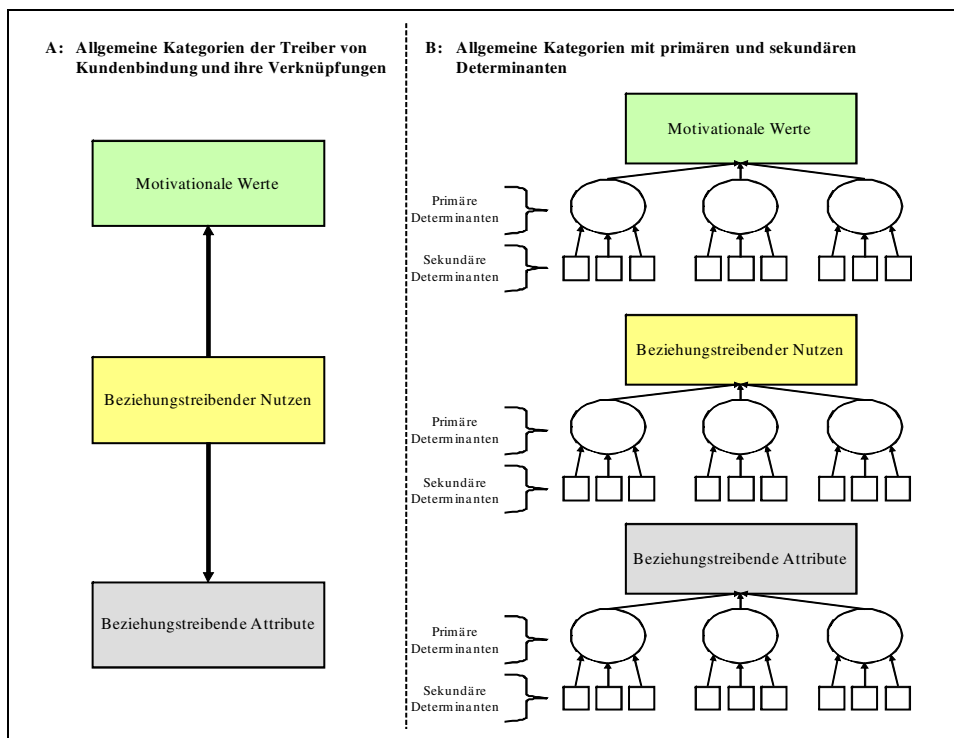 A: Allgemeine Kategorien der Treiber von
Kundenbindung und ihre Verknüpfungen
Motivationale Werte
Beziehungstreibender Nutzen
Beziehungstreibende Attribute
B: Allgemeine Kategorien mit primären und sekundären
Determinanten
Motivationale Werte
Primäre
Determinanten
Sekundäre
Determinanten
Beziehungstreibender Nutzen
Primäre
Determinanten
Sekundäre
Determinanten
Beziehungstreibende Attribute
Primäre
Determinanten
Sekundäre
Determinanten